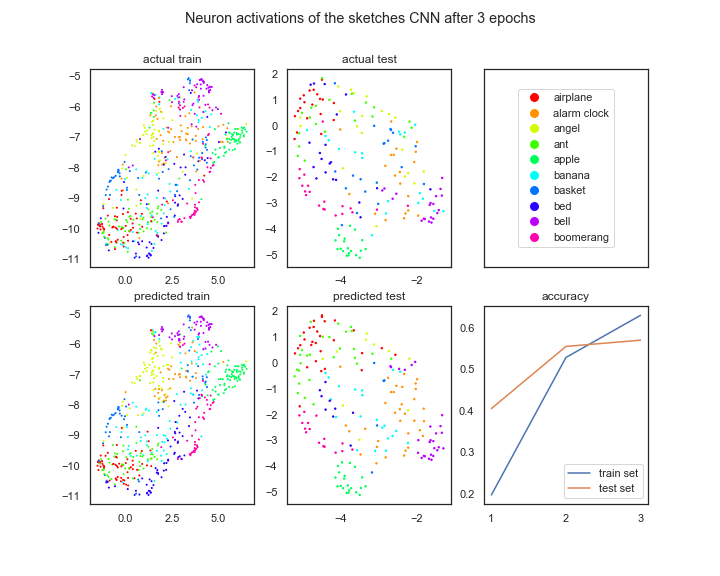 Neuron activations of the sketches CNN after 3 epochs
actual train
−5
−6
−7
−8
−9
−10
−11
0.0 2.5 5.0
actual test
2
1
0
−1
−2
−3
−4
−5
−4 −2
airplane
alarm clock
angel
ant
apple
banana
basket
bed
bell
boomerang
predicted train
−5
−6
−7
−8
−9
−10
−11
0.0 2.5 5.0
predicted test
2
1
0
−1
−2
−3
−4
−5
−4 −2
accuracy
0.6
0.5
0.4
0.3
0.2
train set
test set
1 2 3